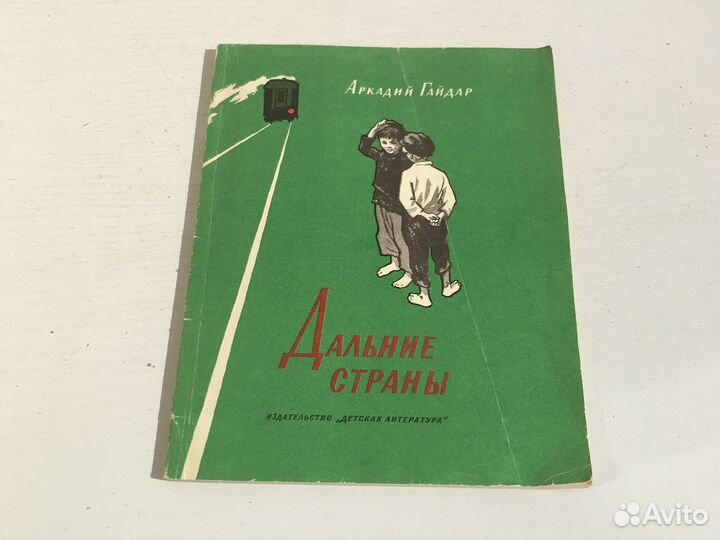 Аркадий Гайдар
Дальние
страны
издательство „детская литература"
Avito